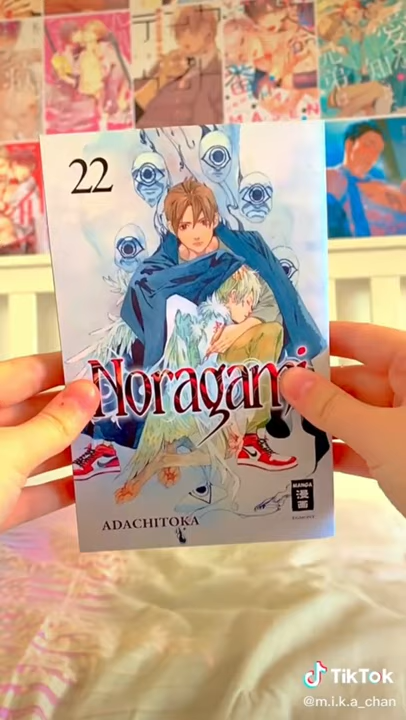 22
Noragami
MANGA
漫
画
ADACHITOKA
TikTok
@m.i.k.a_chan